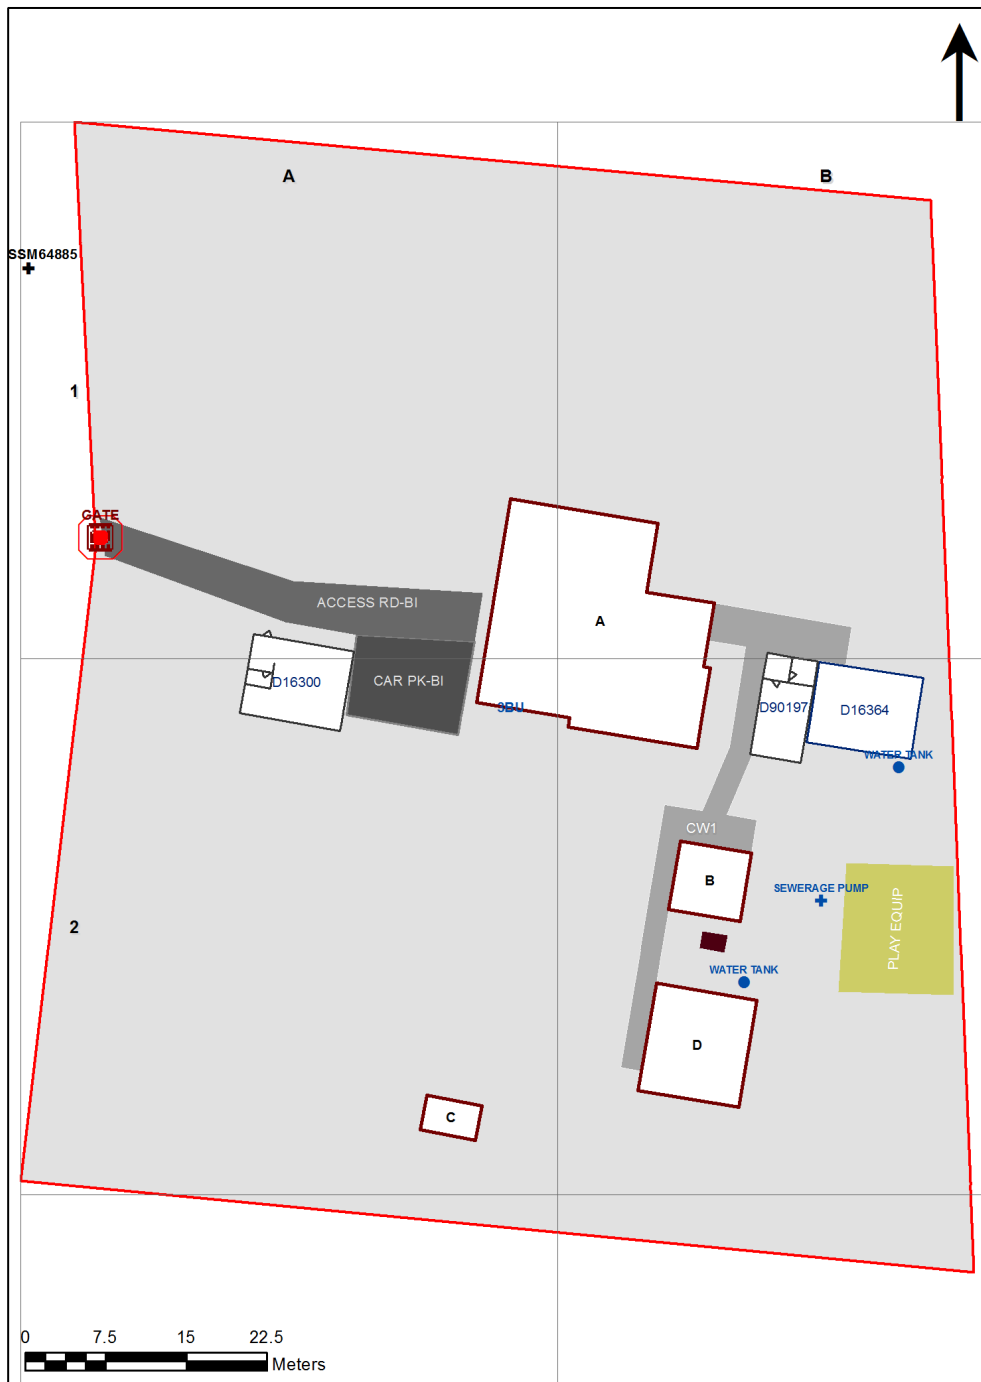 A
B
SSM64885
1
GATE
ACCESS RD-BI
A
D16300
CAR PK-BI
SBU
D90197
D16364
WATER TANK
CW1
B
SEWERAGE PUMP
PLAY EQUIP
2
WATER TANK
D
C
0 7.5 15 22.5
Meters